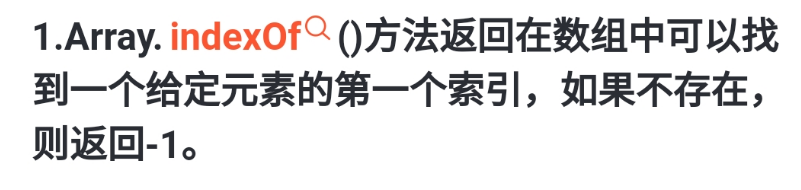 1.Array. indexOf ()方法返回在数组中可以找
到一个给定元素的第一个索引，如果不存在，
则返回-1。